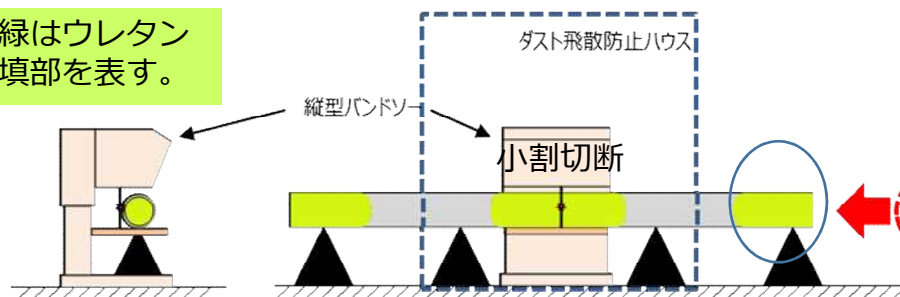 緑はウレタン
填部を表す。
ダスト飛散防止ハウス
縦型バンドソー
小割切断